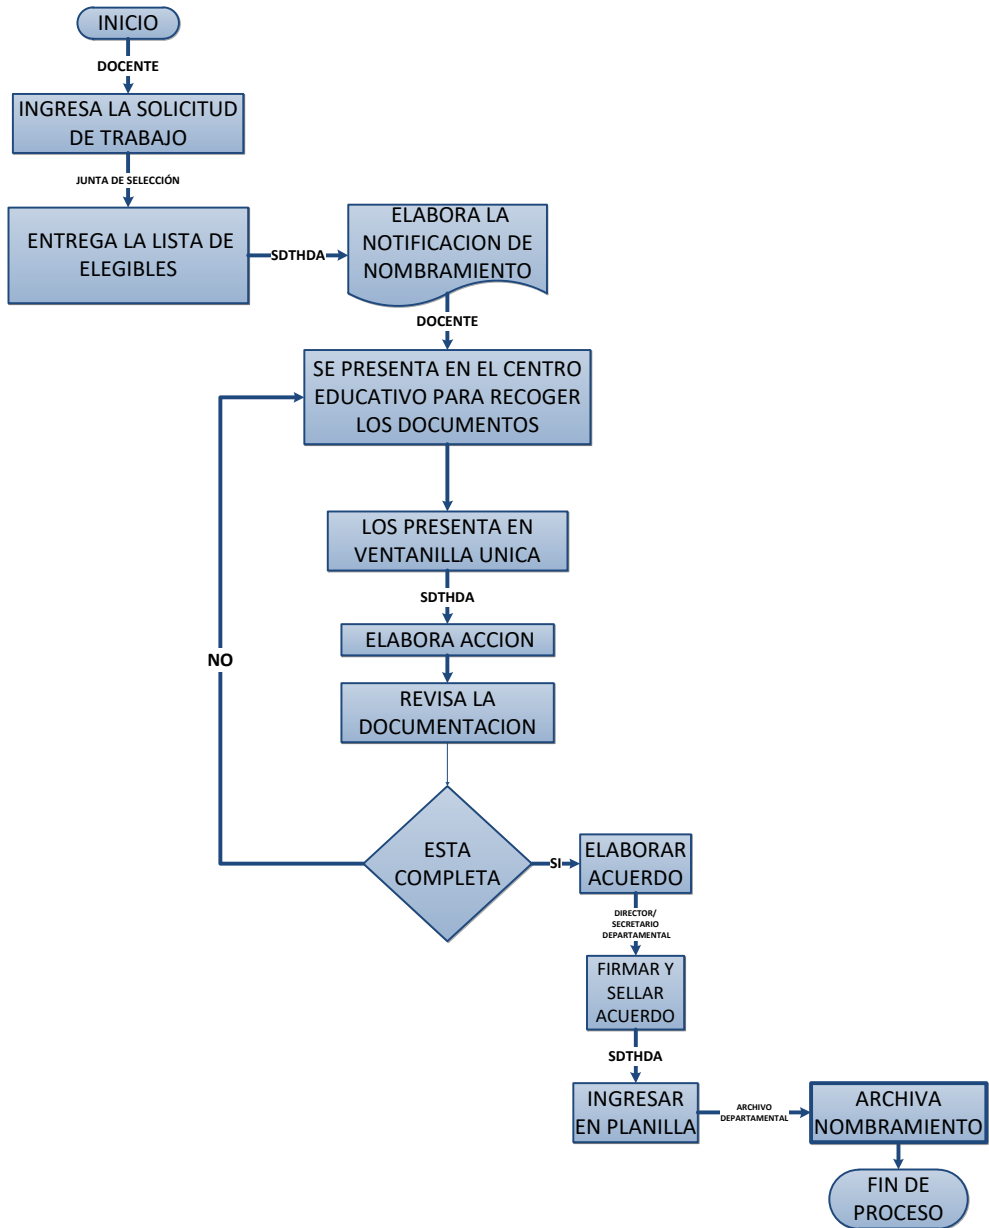 INICIO
DOCENTE
INGRESA LA SOLICITUD
DE TRABAJO
JUNTA DE SELECCIÓN
ENTREGA LA LISTA DE
ELEGIBLES
SDTHDA
ELABORA LA
NOTIFICACION DE
NOMBRAMIENTO
DOCENTE
SE PRESENTA EN EL CENTRO
EDUCATIVO PARA RECOGER
LOS DOCUMENTOS
LOS PRESENTA EN
VENTANILLA UNICA
SDTHDA
ELABORA ACCION
REVISA LA
DOCUMENTACION
ESTA
COMPLETA
NO
SI
ELABORAR
ACUERDO
DIRECTOR/
SECRETARIO
DEPARTAMENTAL
FIRMAR Y
SELLAR
ACUERDO
SDTHDA
INGRESAR
EN PLANILLA
ARCHIVO
DEPARTAMENTAL
ARCHIVA
NOMBRAMIENTO
FIN DE
PROCESO